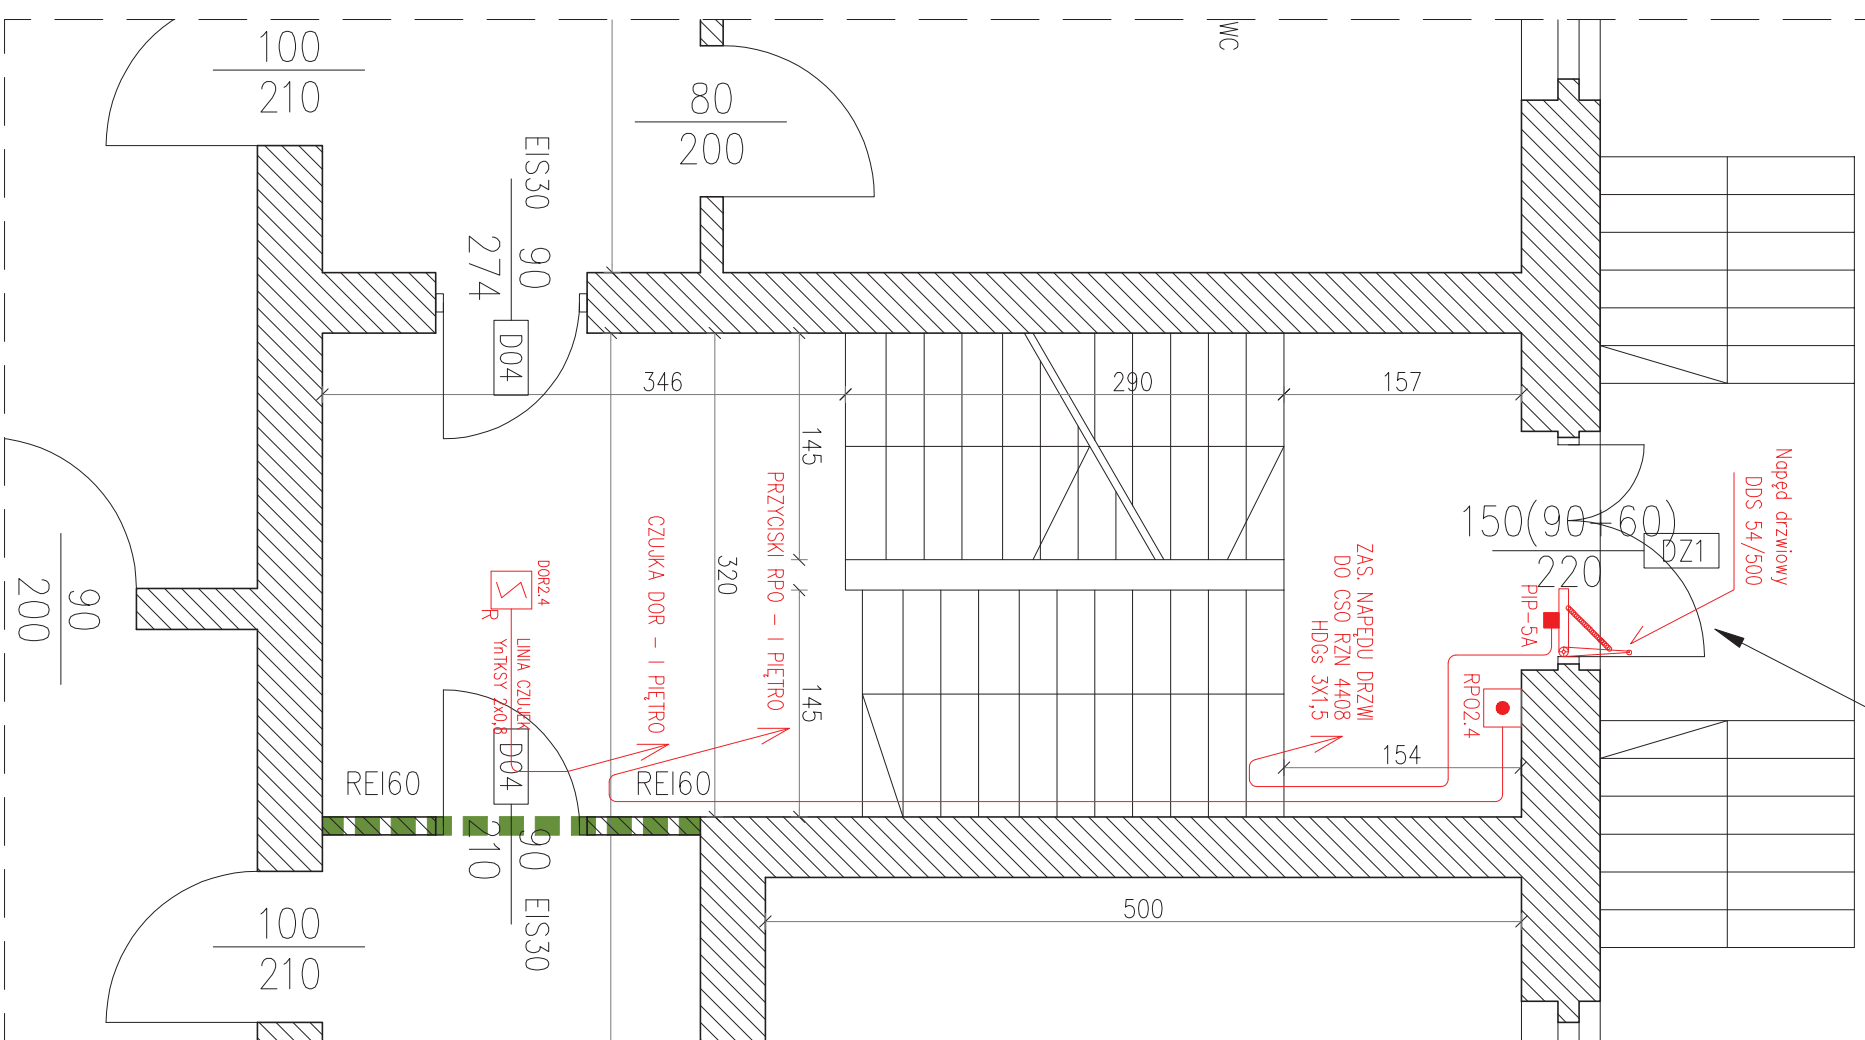 100
210
80
200
WC
EIS30 90
274
D04
346
290
157
145
320
145
154
500
150(90+60)
220
DZ1
Napęd drzwiowy
DDS 54/500
PIP-5A
RPO2.4
ZAS. NAPĘDU DRZWI
DO CSO RZN 4408
HDGs 3X1,5
PRZYCISKI RPO - I PIĘTRO
CZUJKA DOR - I PIĘTRO
DOR2.4
R
LINIA CZUJEK
YnTKSY 2x0,8
D04
REI60
REI60
90 EIS30
210
90
200
100
210